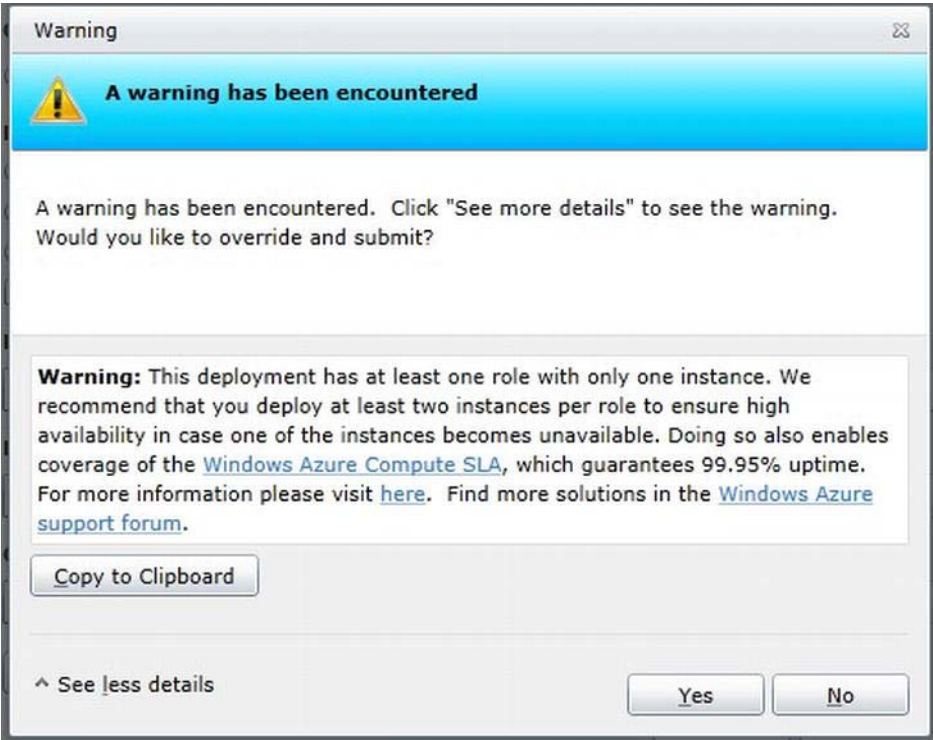 Warning
A warning has been encountered
A warning has been encountered.  Click "See more details" to see the warning.
Would you like to override and submit?
Warning: This deployment has at least one role with only one instance. We
recommend that you deploy at least two instances per role to ensure high
availability in case one of the instances becomes unavailable. Doing so also enables
coverage of the Windows Azure Compute SLA, which guarantees 99.95% uptime.
For more information please visit here.  Find more solutions in the Windows Azure
support forum.
Copy to Clipboard
See less details
Yes
No